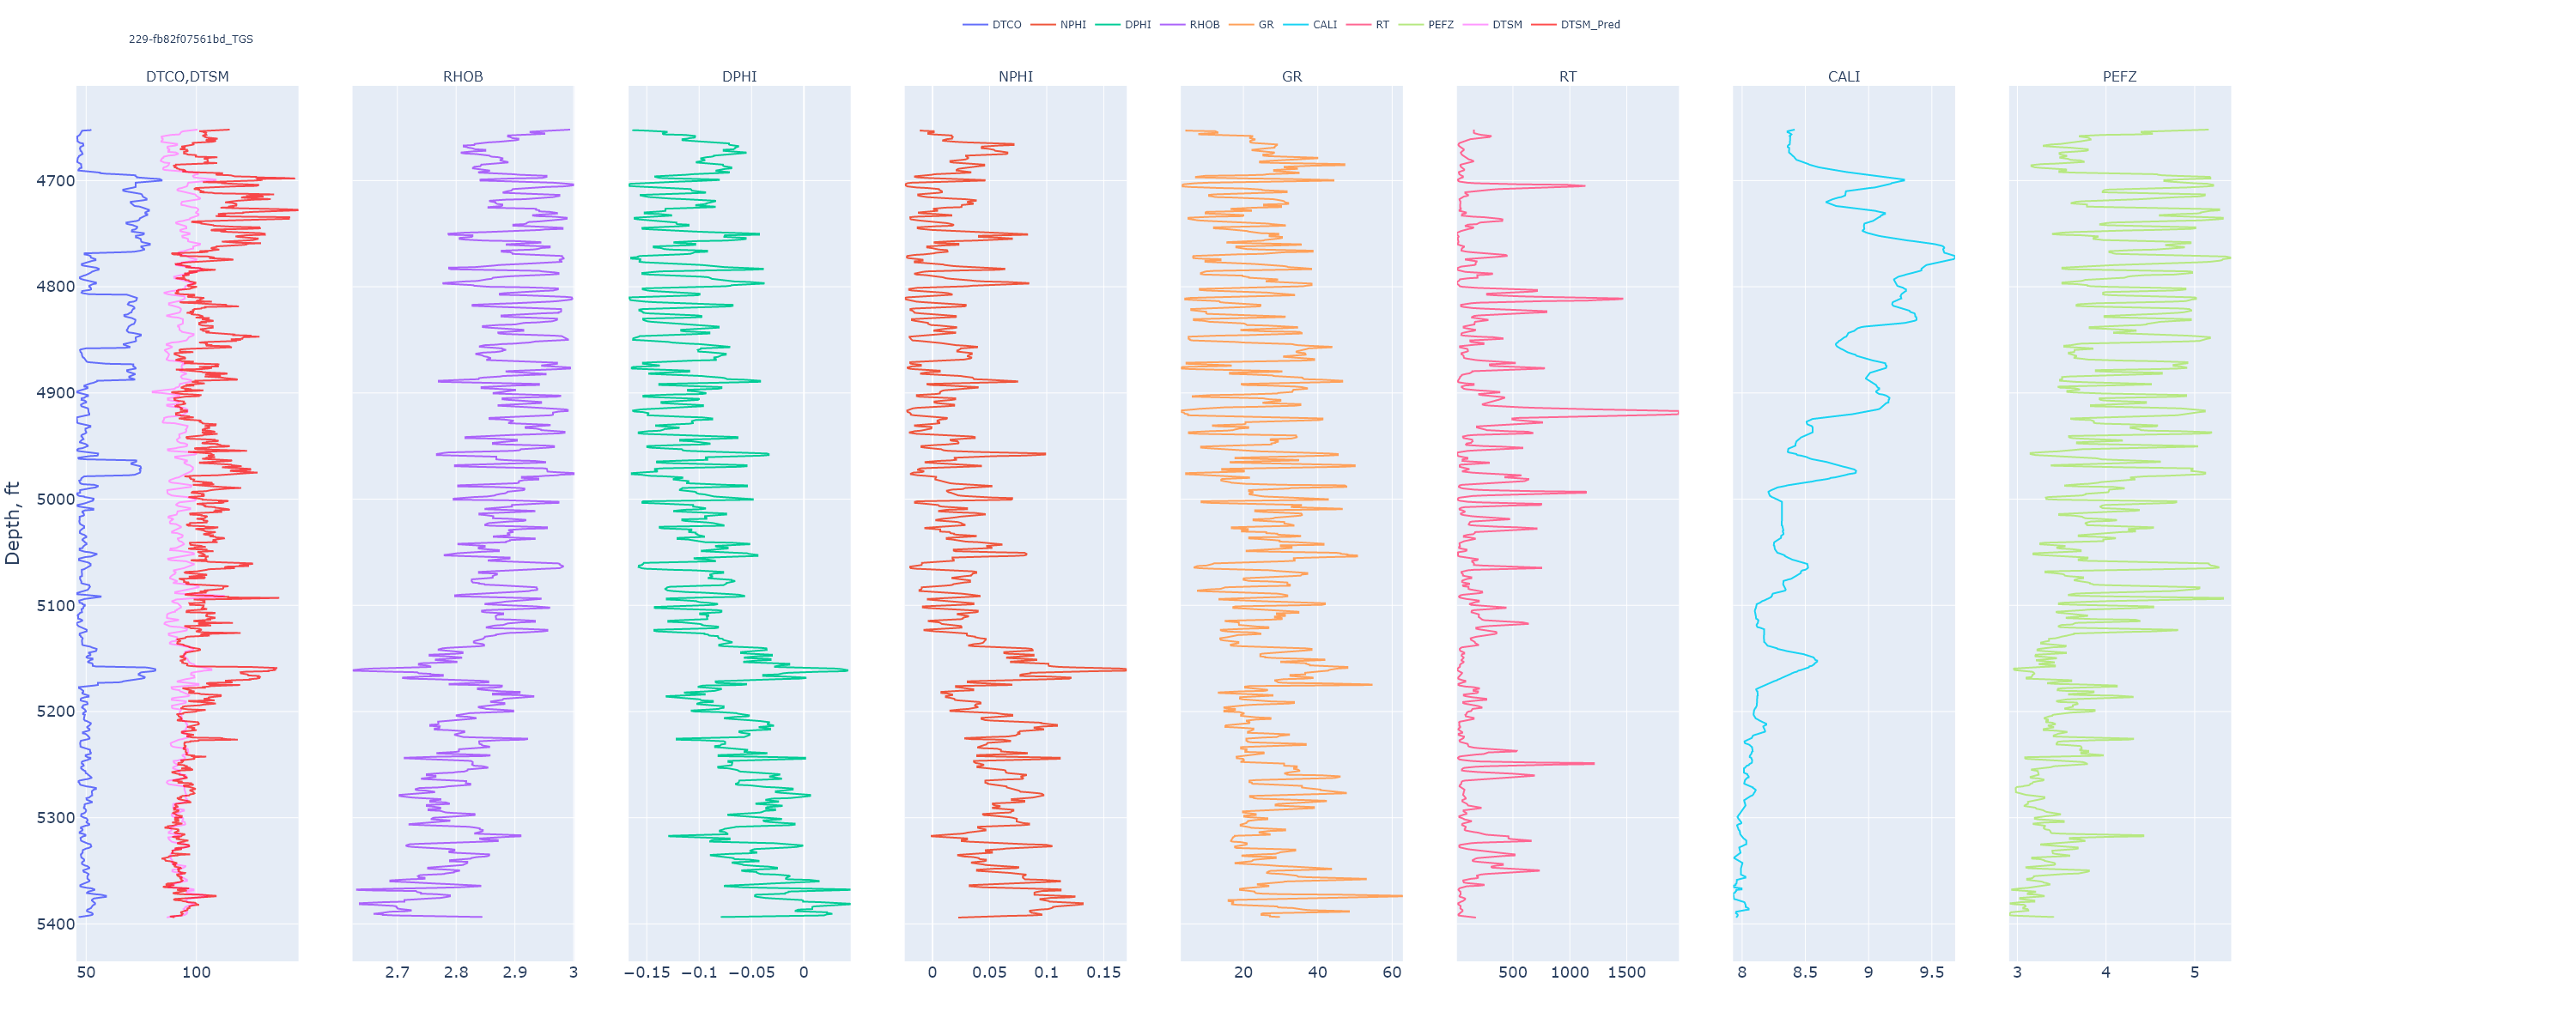 DTCO NPHI DPHI RHOB GR CALI RT PEFZ DTSM DTSM_Pred
229-fb82f07561bd_TGS
DTCO,DTSM RHOB DPHI NPHI GR RT CALI PEFZ
4700
4800
4900
5000
5100
5200
5300
5400
Depth, ft
50 100 2.7 2.8 2.9 3 −0.15 −0.1 −0.05 0 0 0.05 0.1 0.15 20 40 60 500 1000 1500 8 8.5 9 9.5 3 4 5